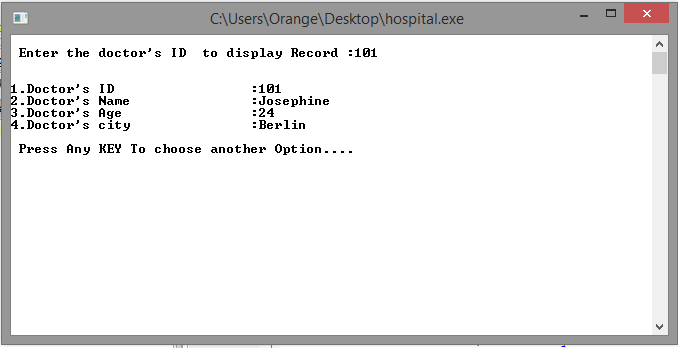 C:\Users\Orange\Desktop\hospital.exe
Enter the doctor's ID  to display Record :101
1.Doctor's ID                 :101
2.Doctor's Name               :Josephine
3.Doctor's Age                :24
4.Doctor's city               :Berlin
Press Any KEY To choose another Option....